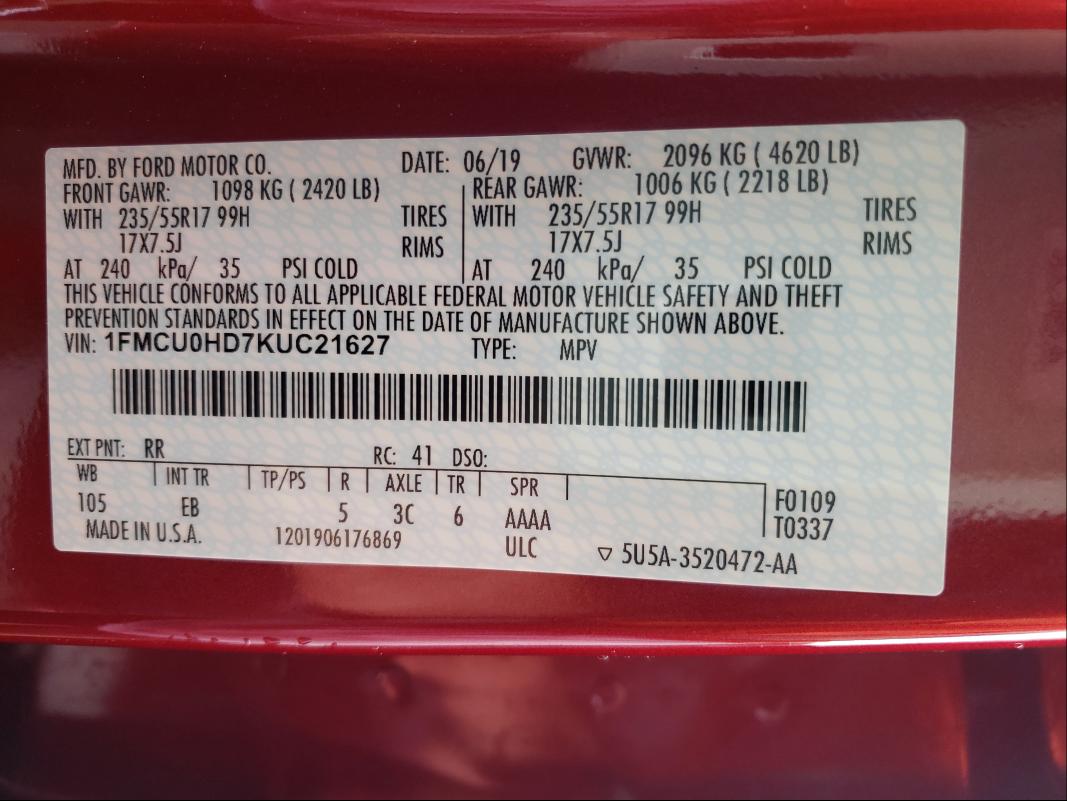 MFD. BY FORD MOTOR CO. DATE: 06/19 GVWR: 2096 KG ( 4620 LB)
FRONT GAWR: 1098 KG ( 2420 LB) REAR GAWR: 1006 KG ( 2218 LB)
WITH 235/55R17 99H TIRES WITH 235/55R17 99H TIRES
17X7.5J RIMS 17X7.5J RIMS
AT 240 kPa/ 35 PSI COLD AT 240 kPa/ 35 PSI COLD
THIS VEHICLE CONFORMS TO ALL APPLICABLE FEDERAL MOTOR VEHICLE SAFETY AND THEFT
PREVENTION STANDARDS IN EFFECT ON THE DATE OF MANUFACTURE SHOWN ABOVE.
VIN: 1FMCU0HD7KUC21627 TYPE: MPV
EXT PNT: RR RC: 41 DSO:
WB INT TR TP/PS R AXLE TR SPR
105 EB 5 3C 6 AAAA F0109
MADE IN U.S.A. 1201906176869 ULC T0337
▽ 5U5A-3520472-AA